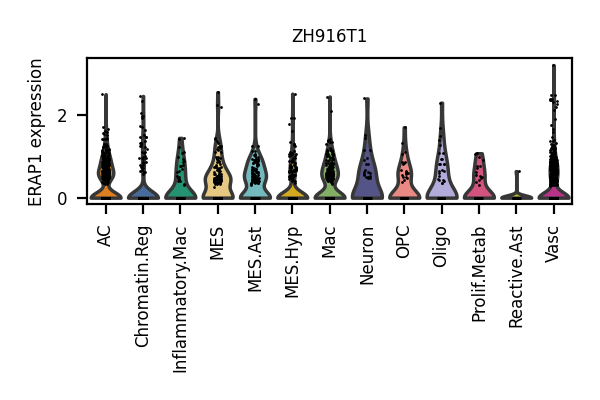 ZH916T1
ERAP1 expression
2
0
AC
Chromatin.Reg
Inflammatory.Mac
MES
MES.Ast
MES.Hyp
Mac
Neuron
OPC
Oligo
Prolif.Metab
Reactive.Ast
Vasc